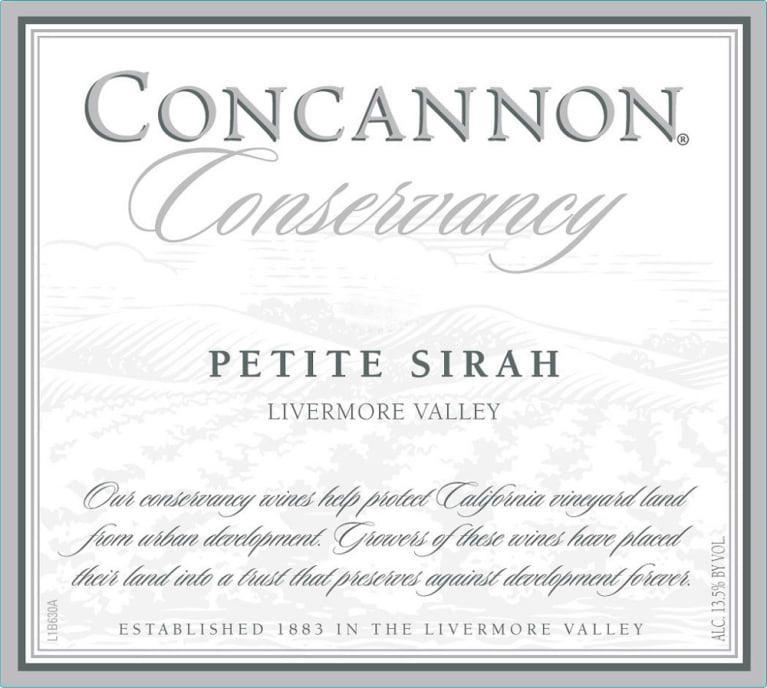 CONCANNON®
Conservancy
PETITE SIRAH
LIVERMORE VALLEY
Our conservancy wines help protect California vineyard land
from urban development. Growers of these wines have placed
their land into a trust that preserves against development forever.
ESTABLISHED 1883 IN THE LIVERMORE VALLEY
L1B630A
ALC. 13.5% BY VOL.